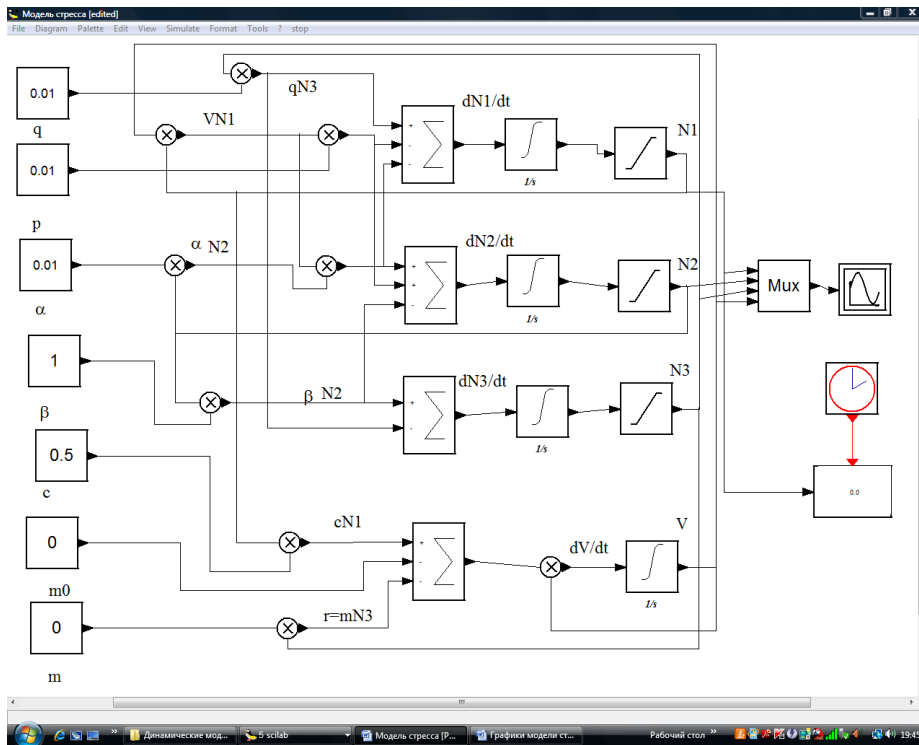 Модель стресса [edited]
File Diagram Palette Edit View Simulate Format Tools ? stop
0.01
q
qN3
VN1
dN1/dt
+
-
-
1/s
N1
0.01
p
0.01
α
α N2
dN2/dt
+
+
-
1/s
N2
Mux
1
β
β N2
dN3/dt
+
-
1/s
N3
0.5
c
0.0
cN1
+
-
-
dV/dt
V
1/s
0
m0
r=mN3
0
m
Динамические мод...
5 scilab
Модель стресса [Р...
Графики модели ст...
Рабочий стол
19:43